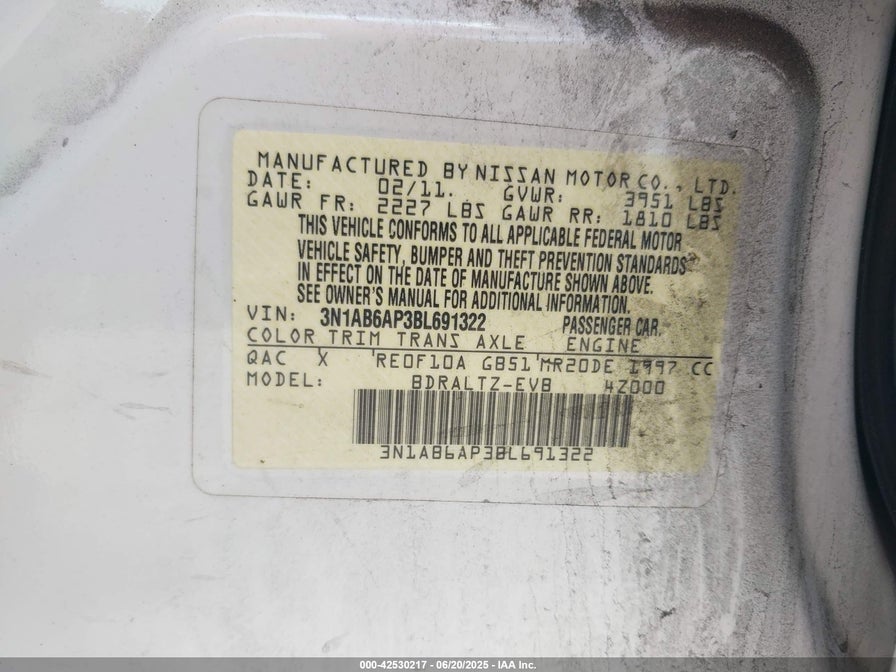 MANUFACTURED BY NISSAN MOTOR CO., LTD.
DATE: 02/11. GVWR: 3951 LBS
GAWR FR: 2227 LBS GAWR RR: 1810 LBS
THIS VEHICLE CONFORMS TO ALL APPLICABLE FEDERAL MOTOR
VEHICLE SAFETY, BUMPER AND THEFT PREVENTION STANDARDS
IN EFFECT ON THE DATE OF MANUFACTURE SHOWN ABOVE.
SEE OWNER'S MANUAL FOR ADDITIONAL INFORMATION.
VIN: 3N1AB6AP3BL691322 PASSENGER CAR.
COLOR TRIM TRANS AXLE ENGINE
QAC X RE0F10A GB51 MR20DE 1997 CC
MODEL: BDRALTZ-EVB 4Z000
3N1AB6AP3BL691322
000-42530217 - 06/20/2025 - IAA Inc.